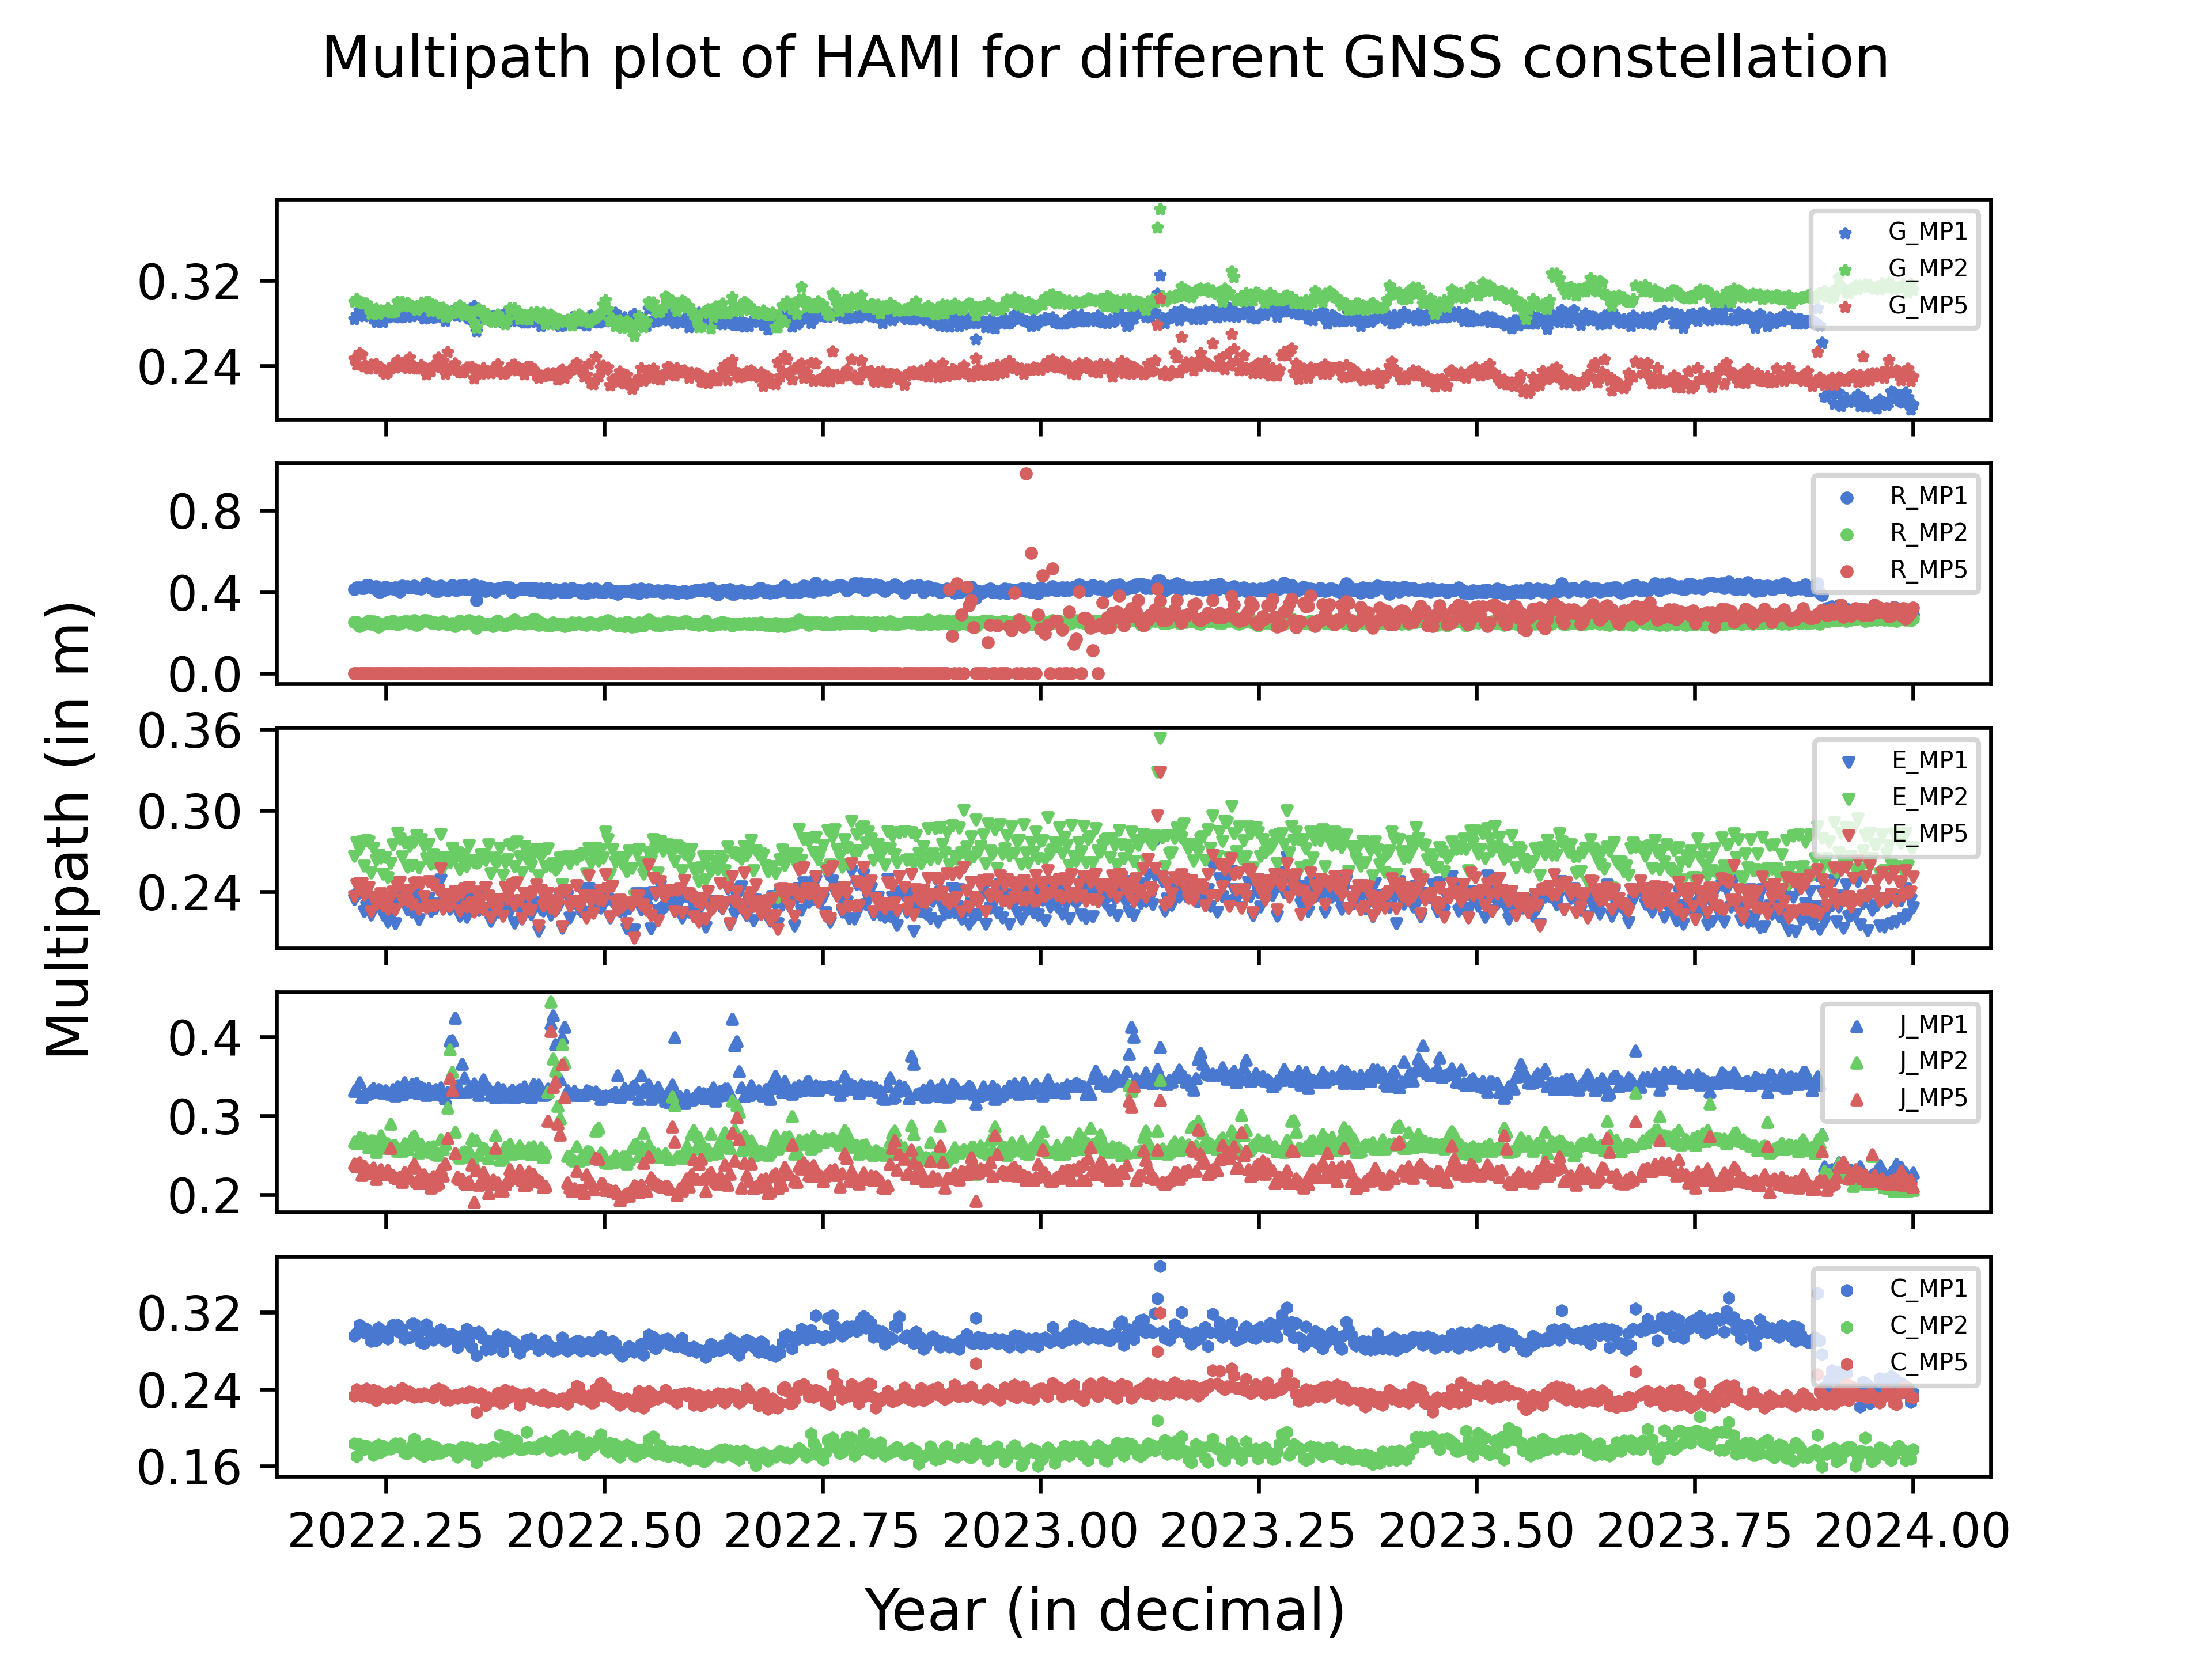 Multipath plot of HAMI for different GNSS constellation
Multipath (in m)
0.32
0.24
G_MP1
G_MP2
G_MP5
0.8
0.4
0.0
R_MP1
R_MP2
R_MP5
0.36
0.30
0.24
E_MP1
E_MP2
E_MP5
0.4
0.3
0.2
J_MP1
J_MP2
J_MP5
0.32
0.24
0.16
C_MP1
C_MP2
C_MP5
2022.25 2022.50 2022.75 2023.00 2023.25 2023.50 2023.75 2024.00
Year (in decimal)